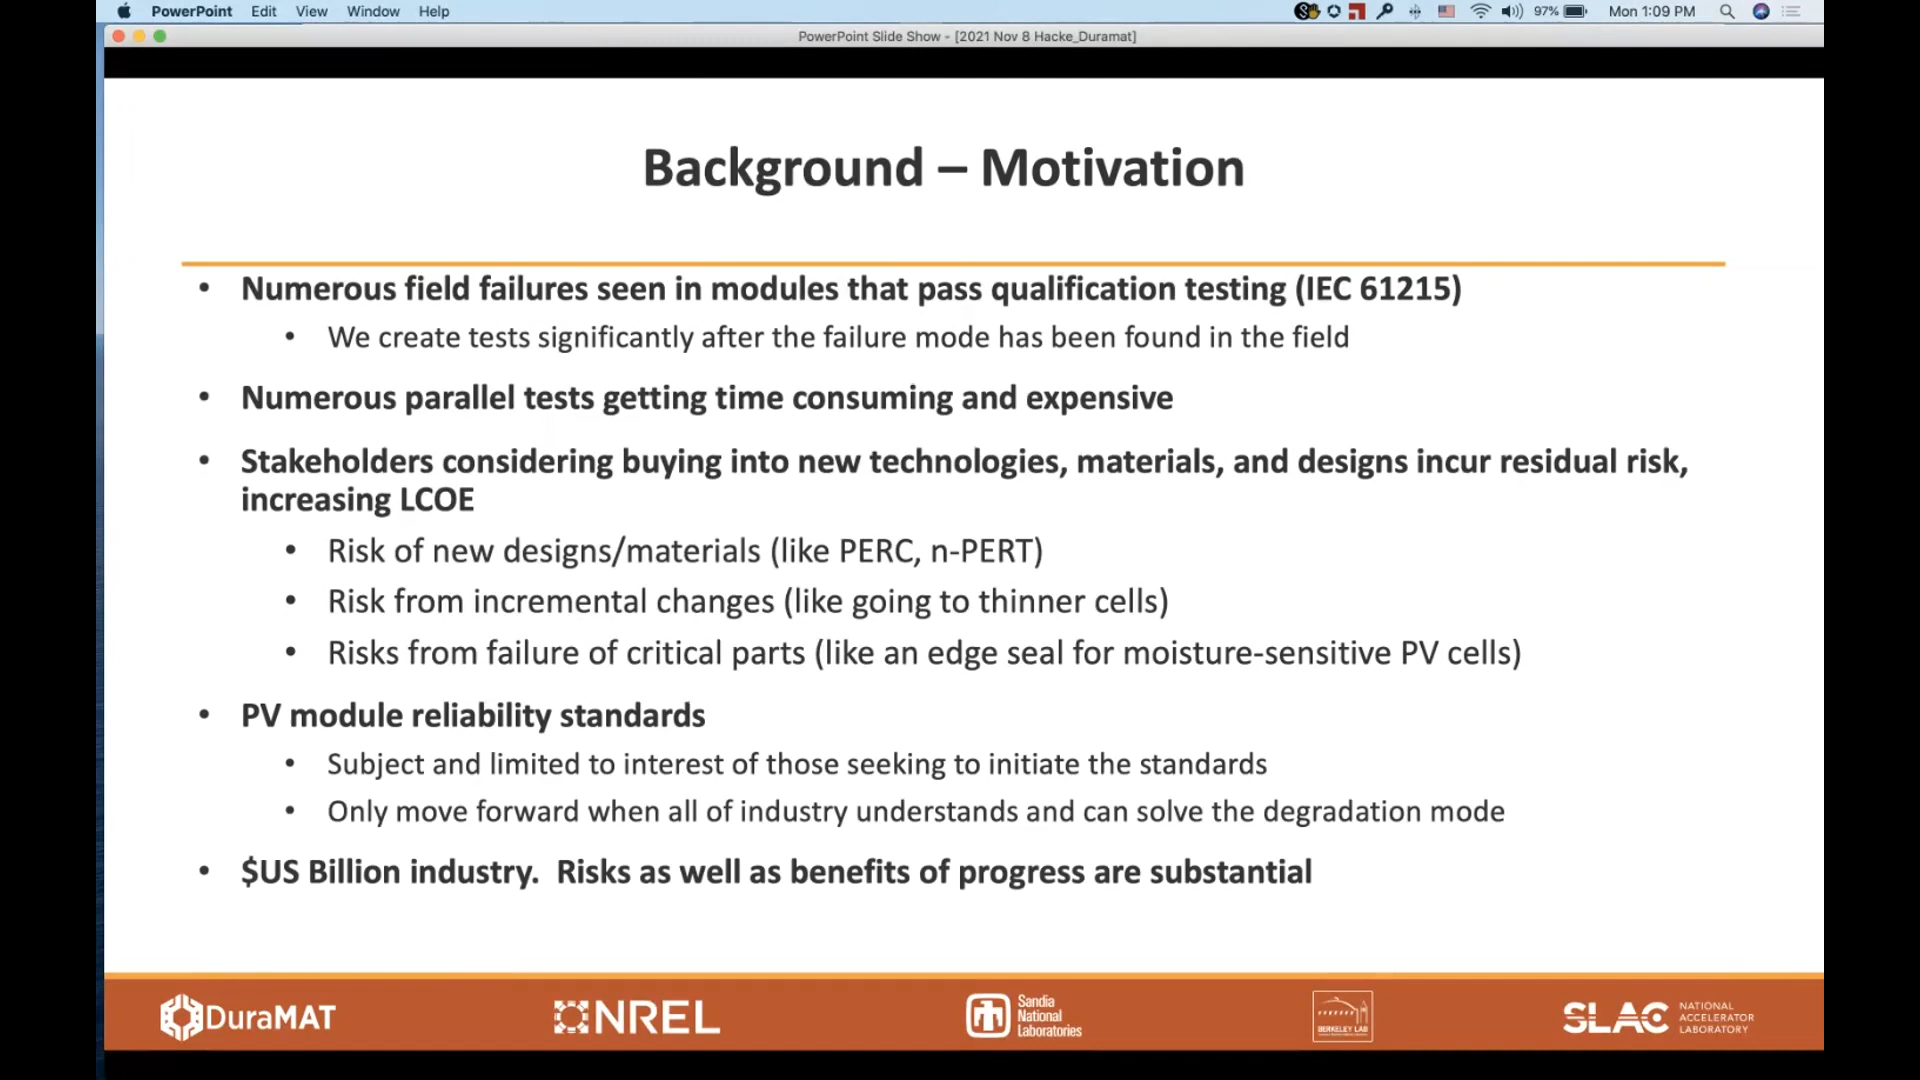 PowerPoint Edit View Window Help 97% Mon 1:09 PM
PowerPoint Slide Show - [2021 Nov 8 Hacke_Duramat]
Background – Motivation
• Numerous field failures seen in modules that pass qualification testing (IEC 61215)
• We create tests significantly after the failure mode has been found in the field
• Numerous parallel tests getting time consuming and expensive
• Stakeholders considering buying into new technologies, materials, and designs incur residual risk,
increasing LCOE
• Risk of new designs/materials (like PERC, n-PERT)
• Risk from incremental changes (like going to thinner cells)
• Risks from failure of critical parts (like an edge seal for moisture-sensitive PV cells)
• PV module reliability standards
• Subject and limited to interest of those seeking to initiate the standards
• Only move forward when all of industry understands and can solve the degradation mode
• $US Billion industry.  Risks as well as benefits of progress are substantial
DuraMAT
NREL
Sandia
National
Laboratories
BERKELEY LAB
SLAC
NATIONAL
ACCELERATOR
LABORATORY